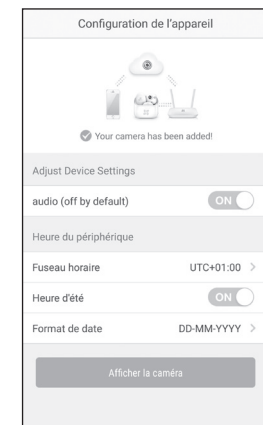 Configuration de l'appareil
Your camera has been added!
Adjust Device Settings
audio (off by default) ON
Heure du périphérique
Fuseau horaire UTC+01:00 >
Heure d'été ON
Format de date DD-MM-YYYY >
Afficher la caméra